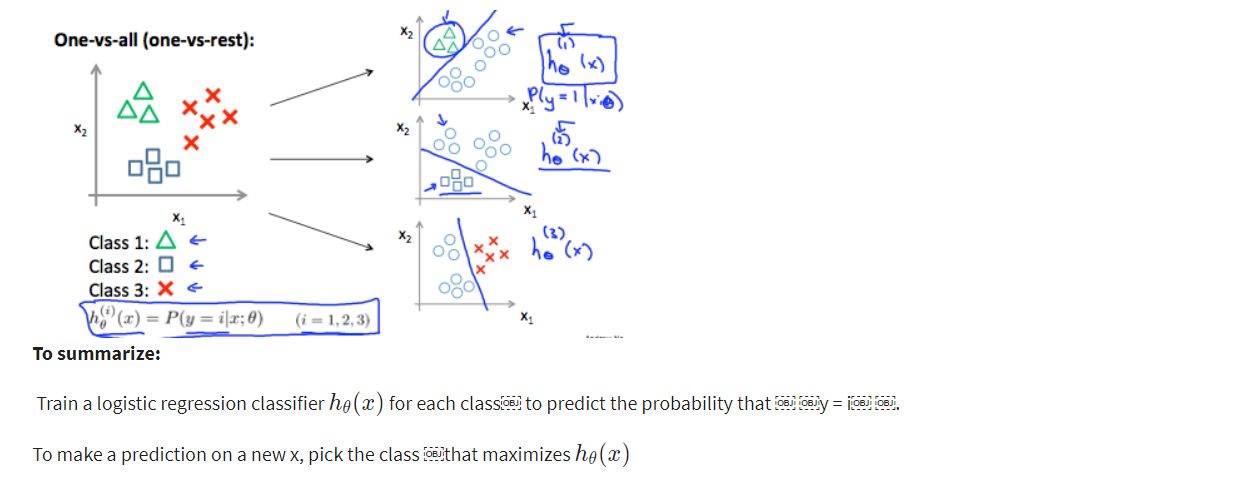 One-vs-all (one-vs-rest):
x₂
x₁
Class 1: △ ←
Class 2: □ ←
Class 3: × ←
h_θ^(i)(x) = P(y = i|x; θ) (i = 1, 2, 3)
x₂
x₁
h_θ^(1)(x)
P(y=1|x;θ)
x₂
x₁
h_θ^(2)(x)
x₂
x₁
h_θ^(3)(x)
To summarize:
Train a logistic regression classifier h_θ(x) for each class￼ to predict the probability that ￼ ￼y = i￼ ￼.
To make a prediction on a new x, pick the class ￼that maximizes h_θ(x)